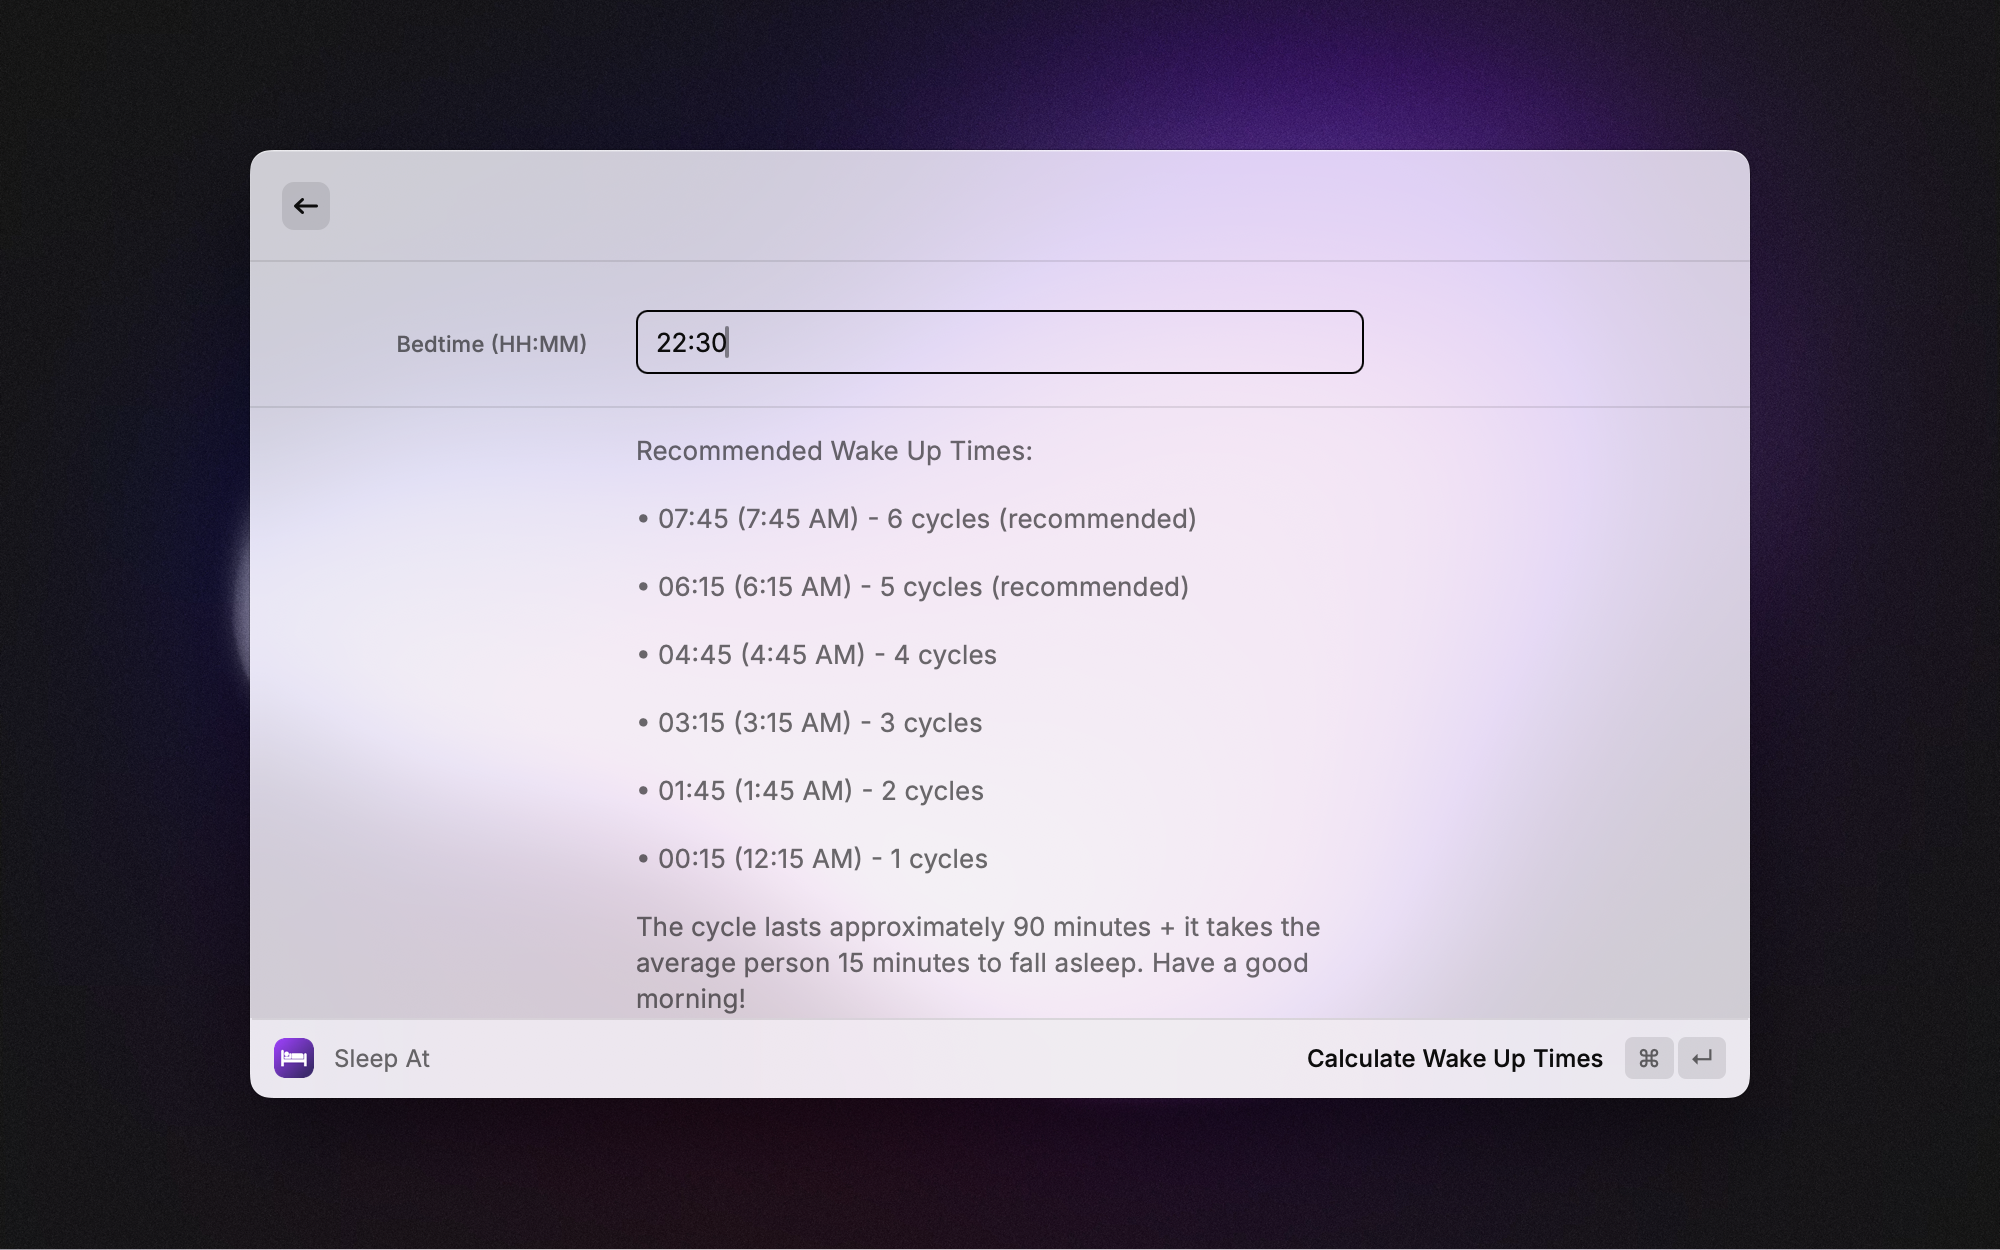 Bedtime (HH:MM)
22:30
Recommended Wake Up Times:
• 07:45 (7:45 AM) - 6 cycles (recommended)
• 06:15 (6:15 AM) - 5 cycles (recommended)
• 04:45 (4:45 AM) - 4 cycles
• 03:15 (3:15 AM) - 3 cycles
• 01:45 (1:45 AM) - 2 cycles
• 00:15 (12:15 AM) - 1 cycles
The cycle lasts approximately 90 minutes + it takes the
average person 15 minutes to fall asleep. Have a good
morning!
Sleep At
Calculate Wake Up Times ⌘ ↵